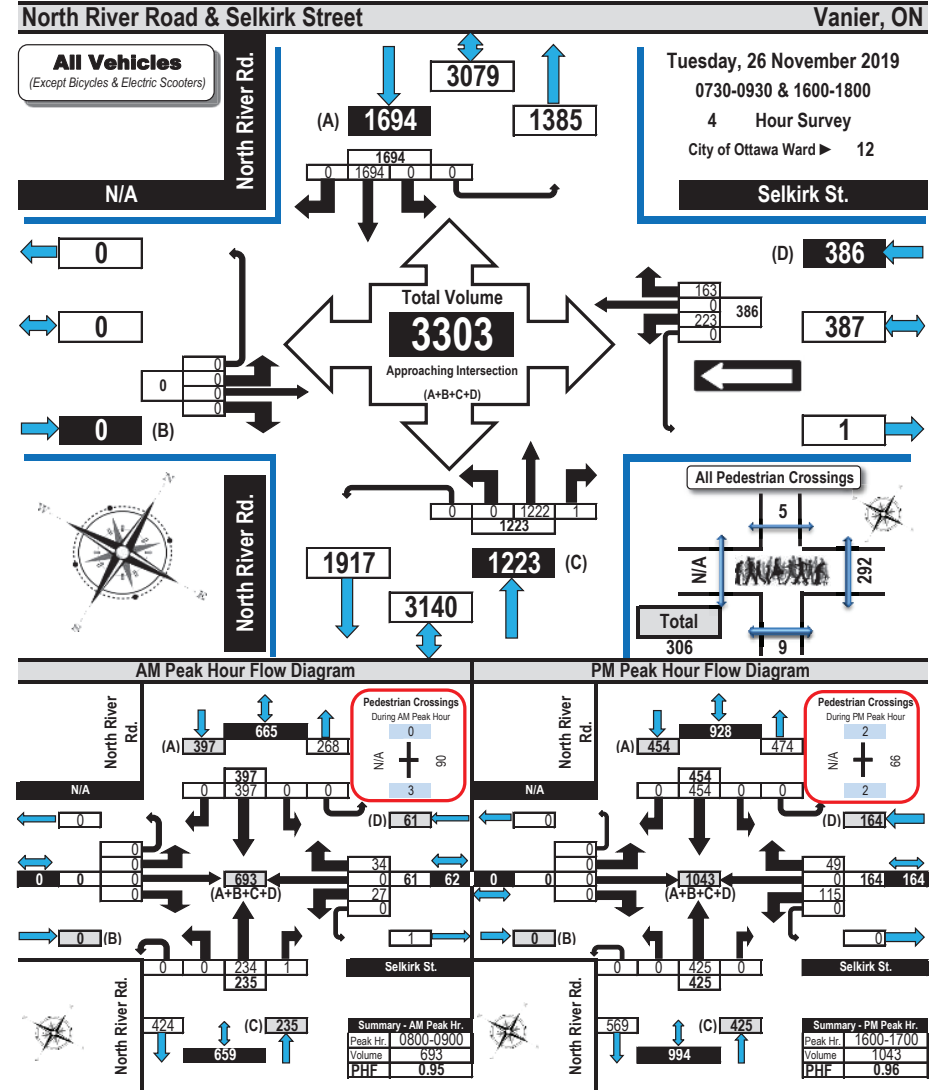 North River Road & Selkirk Street Vanier, ON
All Vehicles
(Except Bicycles & Electric Scooters)
North River Rd.
N/A
3079
(A) 1694 1385
1694
0 1694 0 0
Tuesday, 26 November 2019
0730-0930 & 1600-1800
4 Hour Survey
City of Ottawa Ward ► 12
Selkirk St.
0
0
0
0
0
0
0
0 (B)
Total Volume
3303
Approaching Intersection
(A+B+C+D)
(D) 386
163
0
223
0
386
387
1
North River Rd.
0 0 1222 1
1223
1917 1223 (C)
3140
All Pedestrian Crossings
5
N/A
292
Total
306 9
AM Peak Hour Flow Diagram
North River
Rd.
N/A
665
(A) 397 268
397
0 397 0 0
Pedestrian Crossings
During AM Peak Hour
0
N/A 90
3
0
(D) 61
0
0
0 0 0
0
693
(A+B+C+D)
34
0 61 62
27
0
0 (B)
1
0 0 234 1
235
Selkirk St.
North River Rd.
424 (C) 235
659
Summary - AM Peak Hr.
Peak Hr. 0800-0900
Volume 693
PHF 0.95
PM Peak Hour Flow Diagram
North River
Rd.
N/A
928
(A) 454 474
454
0 454 0 0
Pedestrian Crossings
During PM Peak Hour
2
N/A 66
2
0
(D) 164
0
0
0 0 0
0
1043
(A+B+C+D)
49
0 164 164
115
0
0 (B)
0
0 0 425 0
425
Selkirk St.
North River Rd.
569 (C) 425
994
Summary - PM Peak Hr.
Peak Hr. 1600-1700
Volume 1043
PHF 0.96